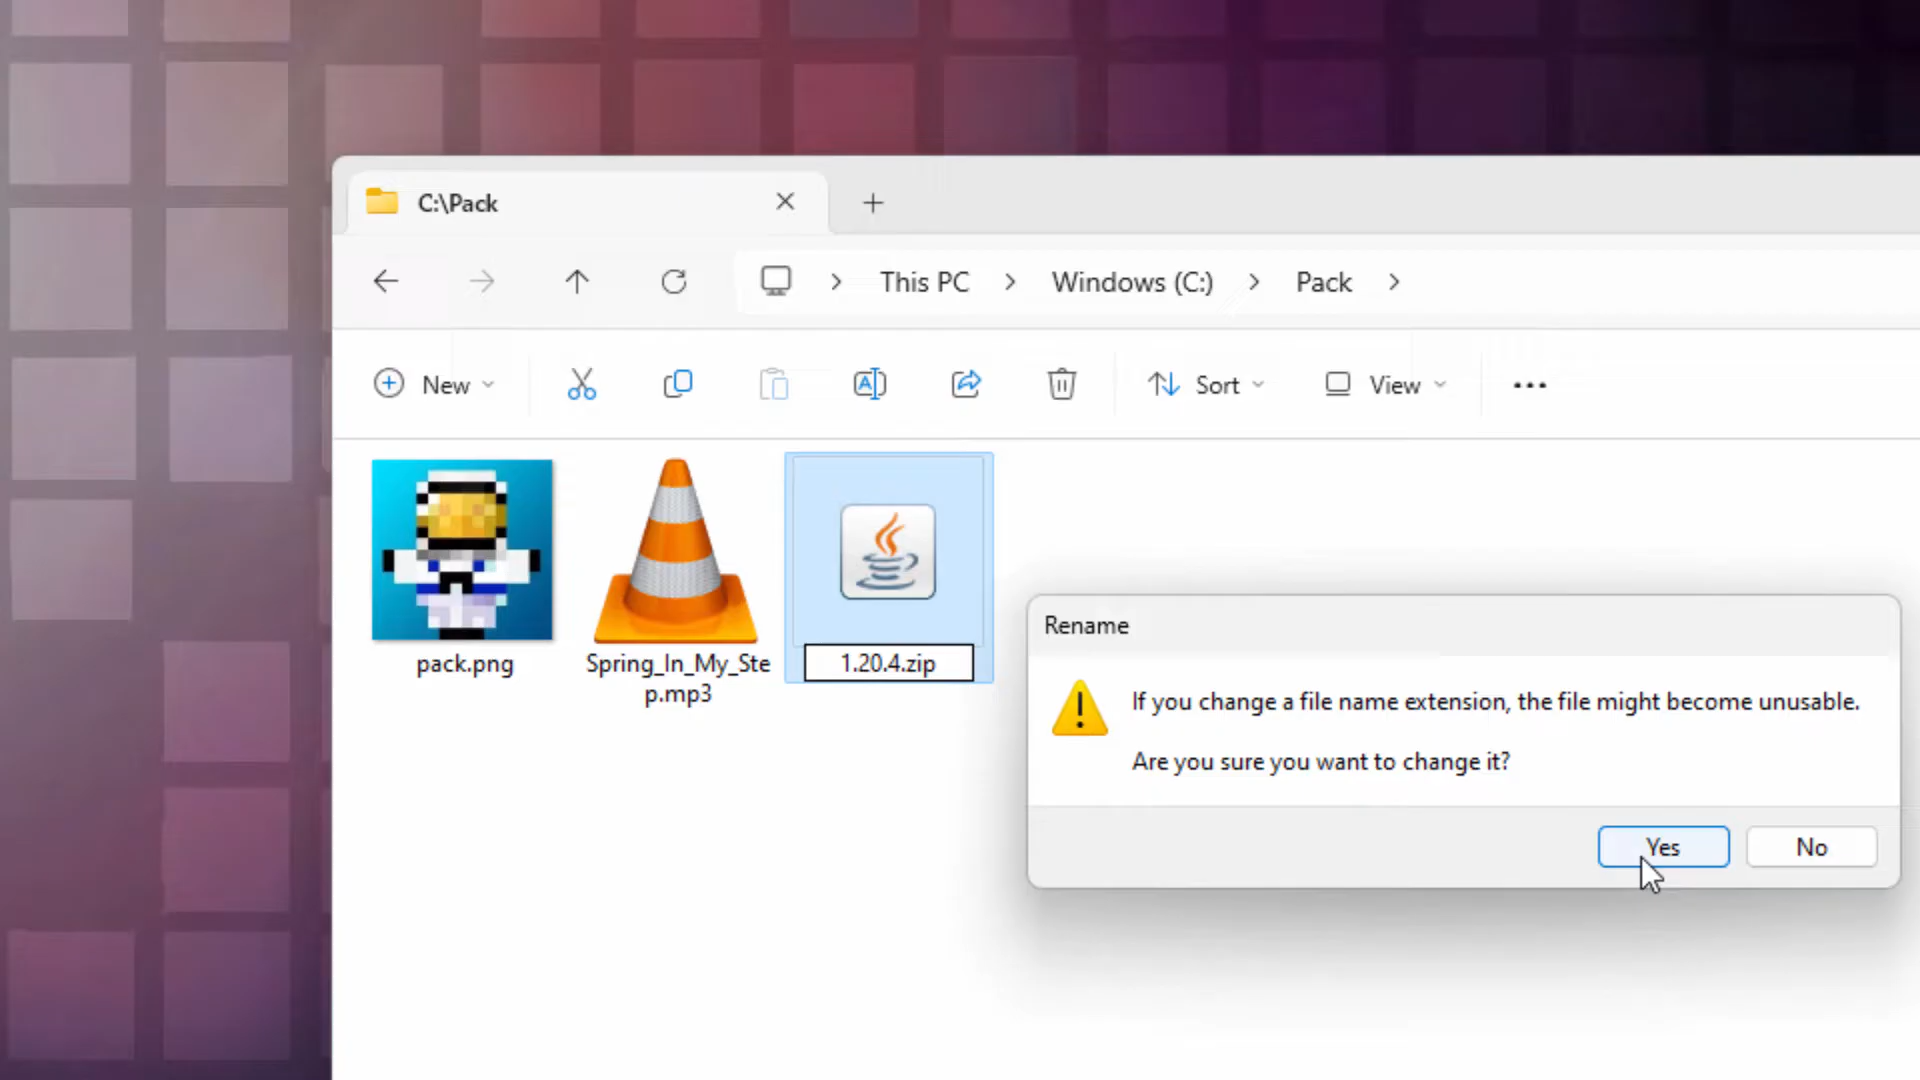 C:\Pack
This PC
Windows (C:)
Pack
New
Sort
View
pack.png
Spring_In_My_Ste
p.mp3
1.20.4.zip
Rename
If you change a file name extension, the file might become unusable.
Are you sure you want to change it?
Yes
No